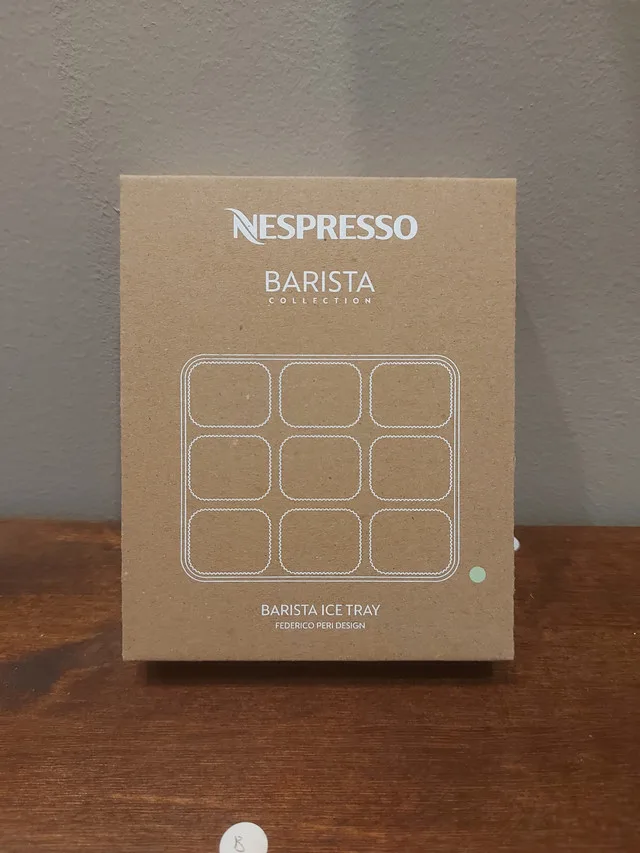 NESPRESSO
BARISTA
COLLECTION
BARISTA ICE TRAY
FEDERICO PERI DESIGN